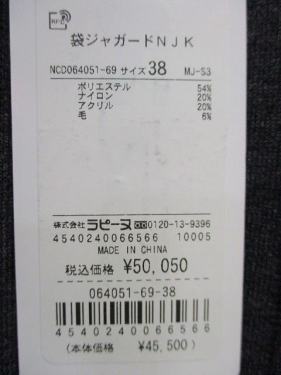 袋ジャガードNJK
NCD064051-69 サイズ 38 MJ-S3
ポリエステル 54%
ナイロン 20%
アクリル 20%
毛 6%
株式会社 ラピーヌ 0120-13-9396
4540240066566 10005
MADE IN CHINA
税込価格 ¥50,050
064051-69-38
4540240066566
(本体価格 ¥45,500)